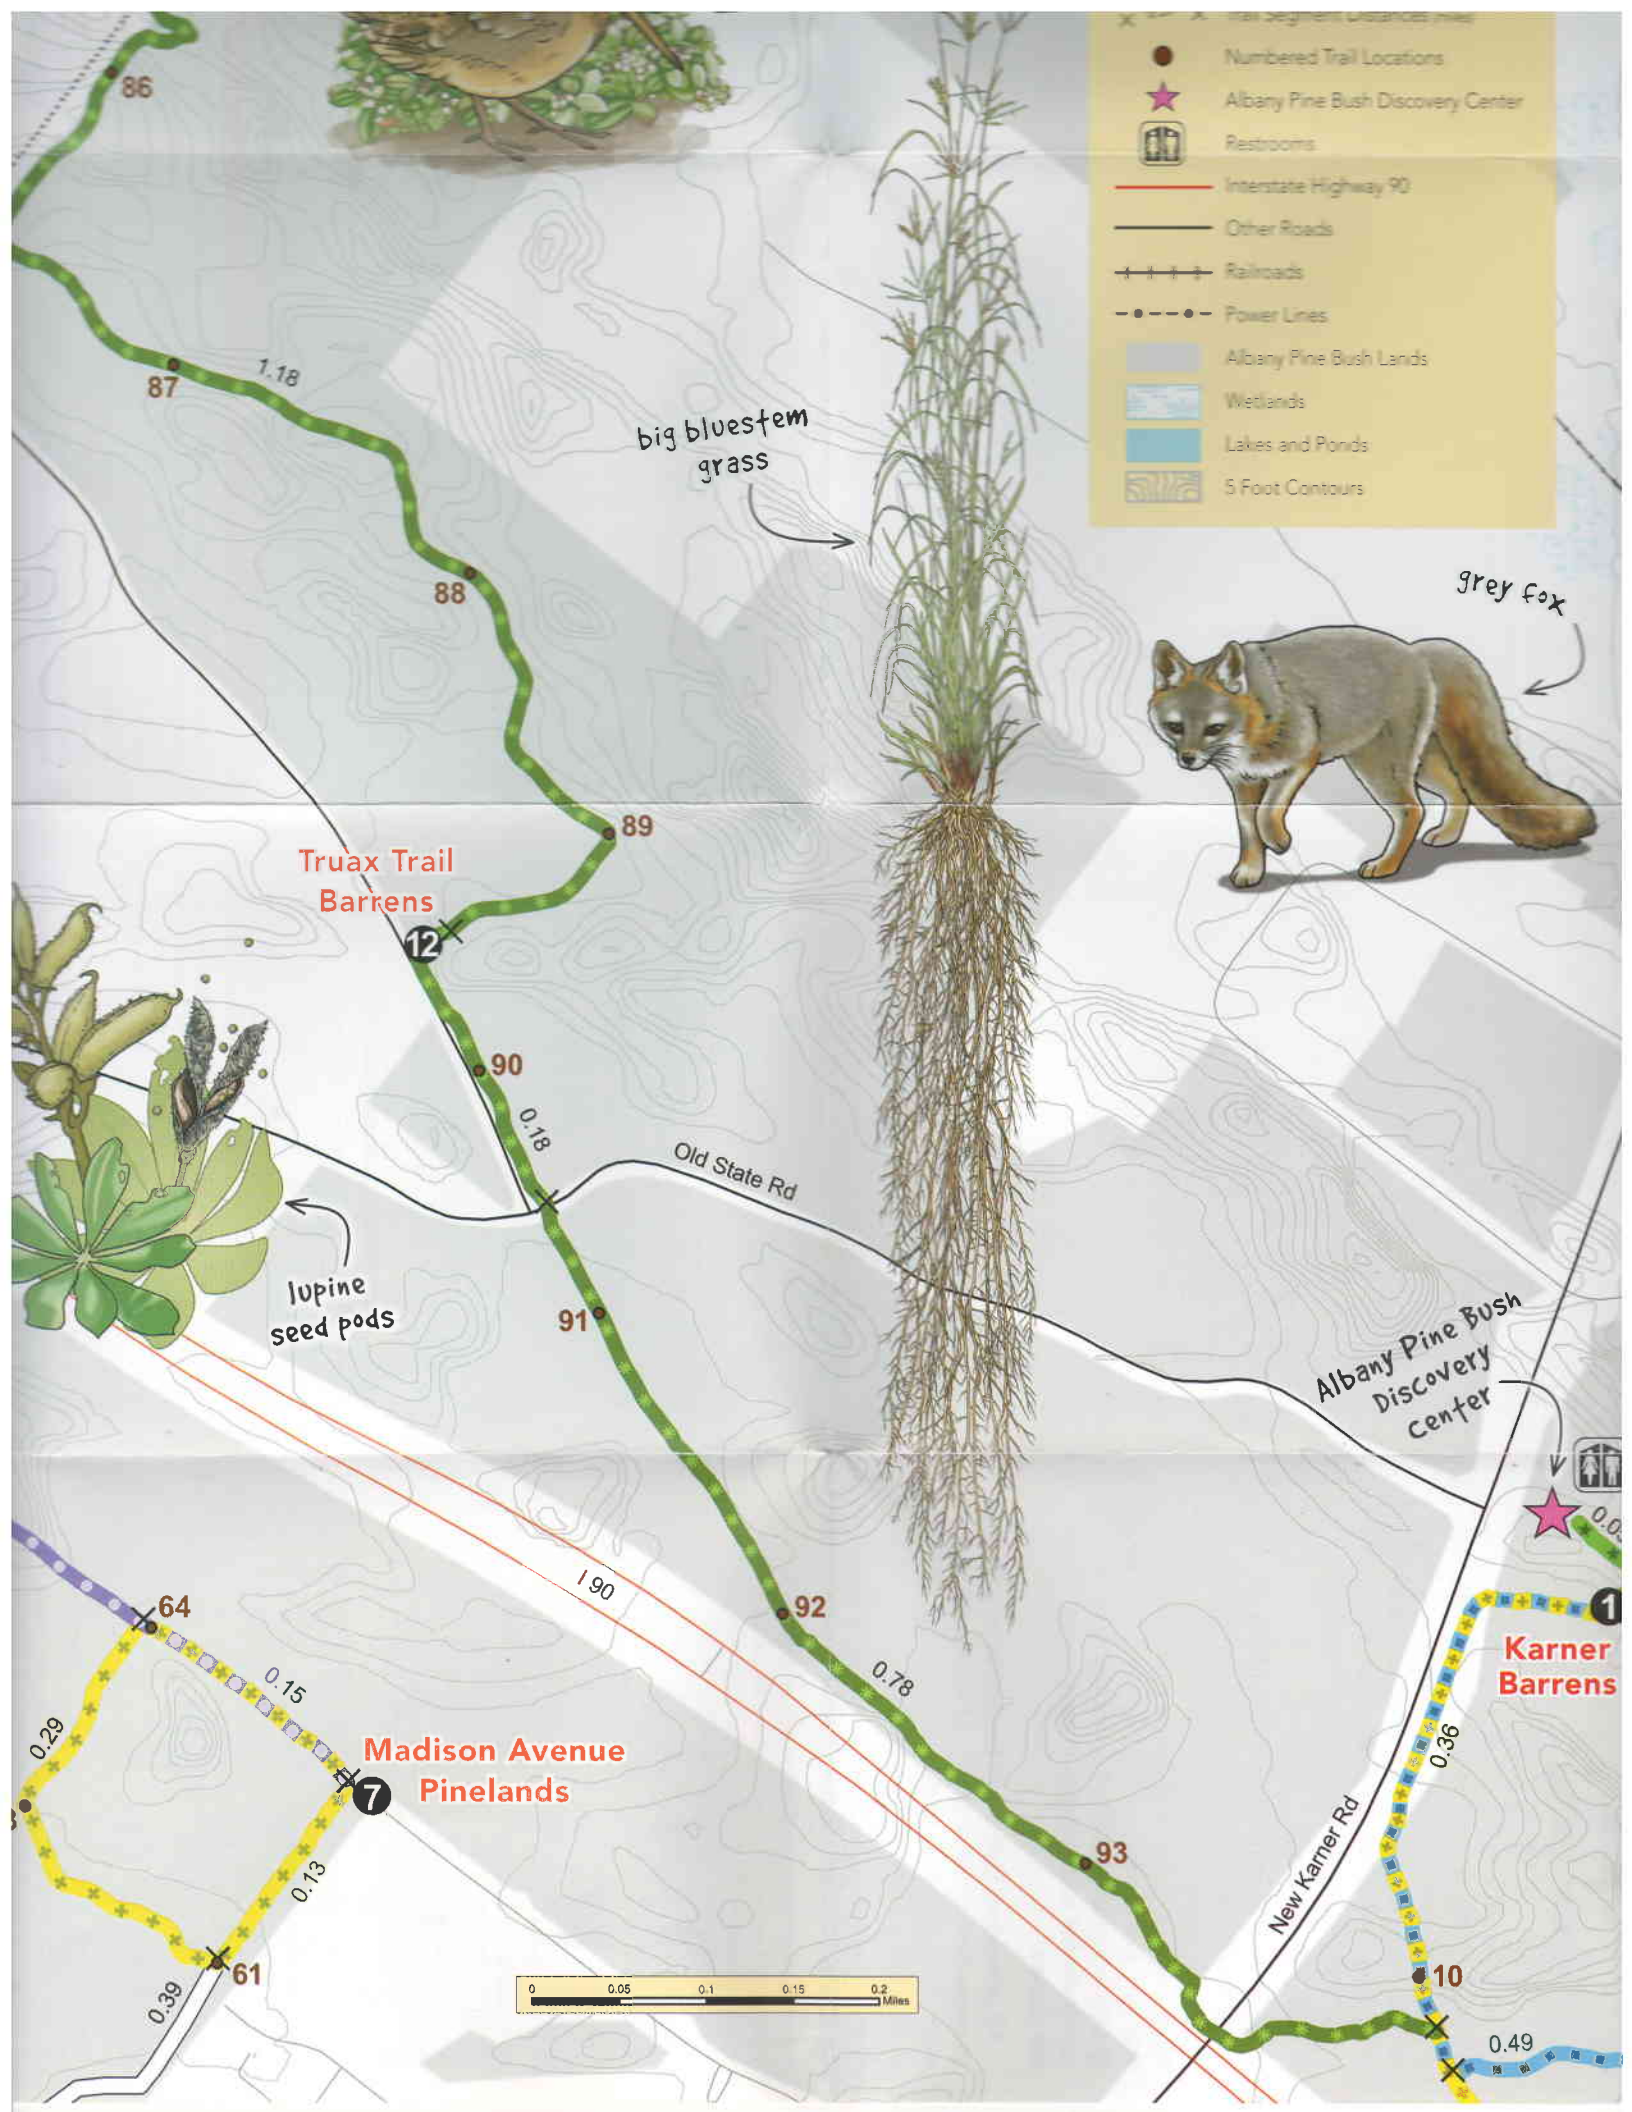 Trail Segment Distances (mile)
Numbered Trail Locations
Albany Pine Bush Discovery Center
Restrooms
Interstate Highway 90
Other Roads
Railroads
Power Lines
Albany Pine Bush Lands
Wetlands
Lakes and Ponds
5 Foot Contours
86
87
1.18
big bluestem
grass
88
grey fox
89
Truax Trail
Barrens
12
90
0.18
Old State Rd
lupine
seed pods
91
Albany Pine Bush
Discovery
Center
I 90
92
64
0.15
0.78
1
Karner
Barrens
0.29
0.36
Madison Avenue
Pinelands
7
93
0.13
New Karner Rd
61
0.39
10
0 0.05 0.1 0.15 0.2
Miles
0.49